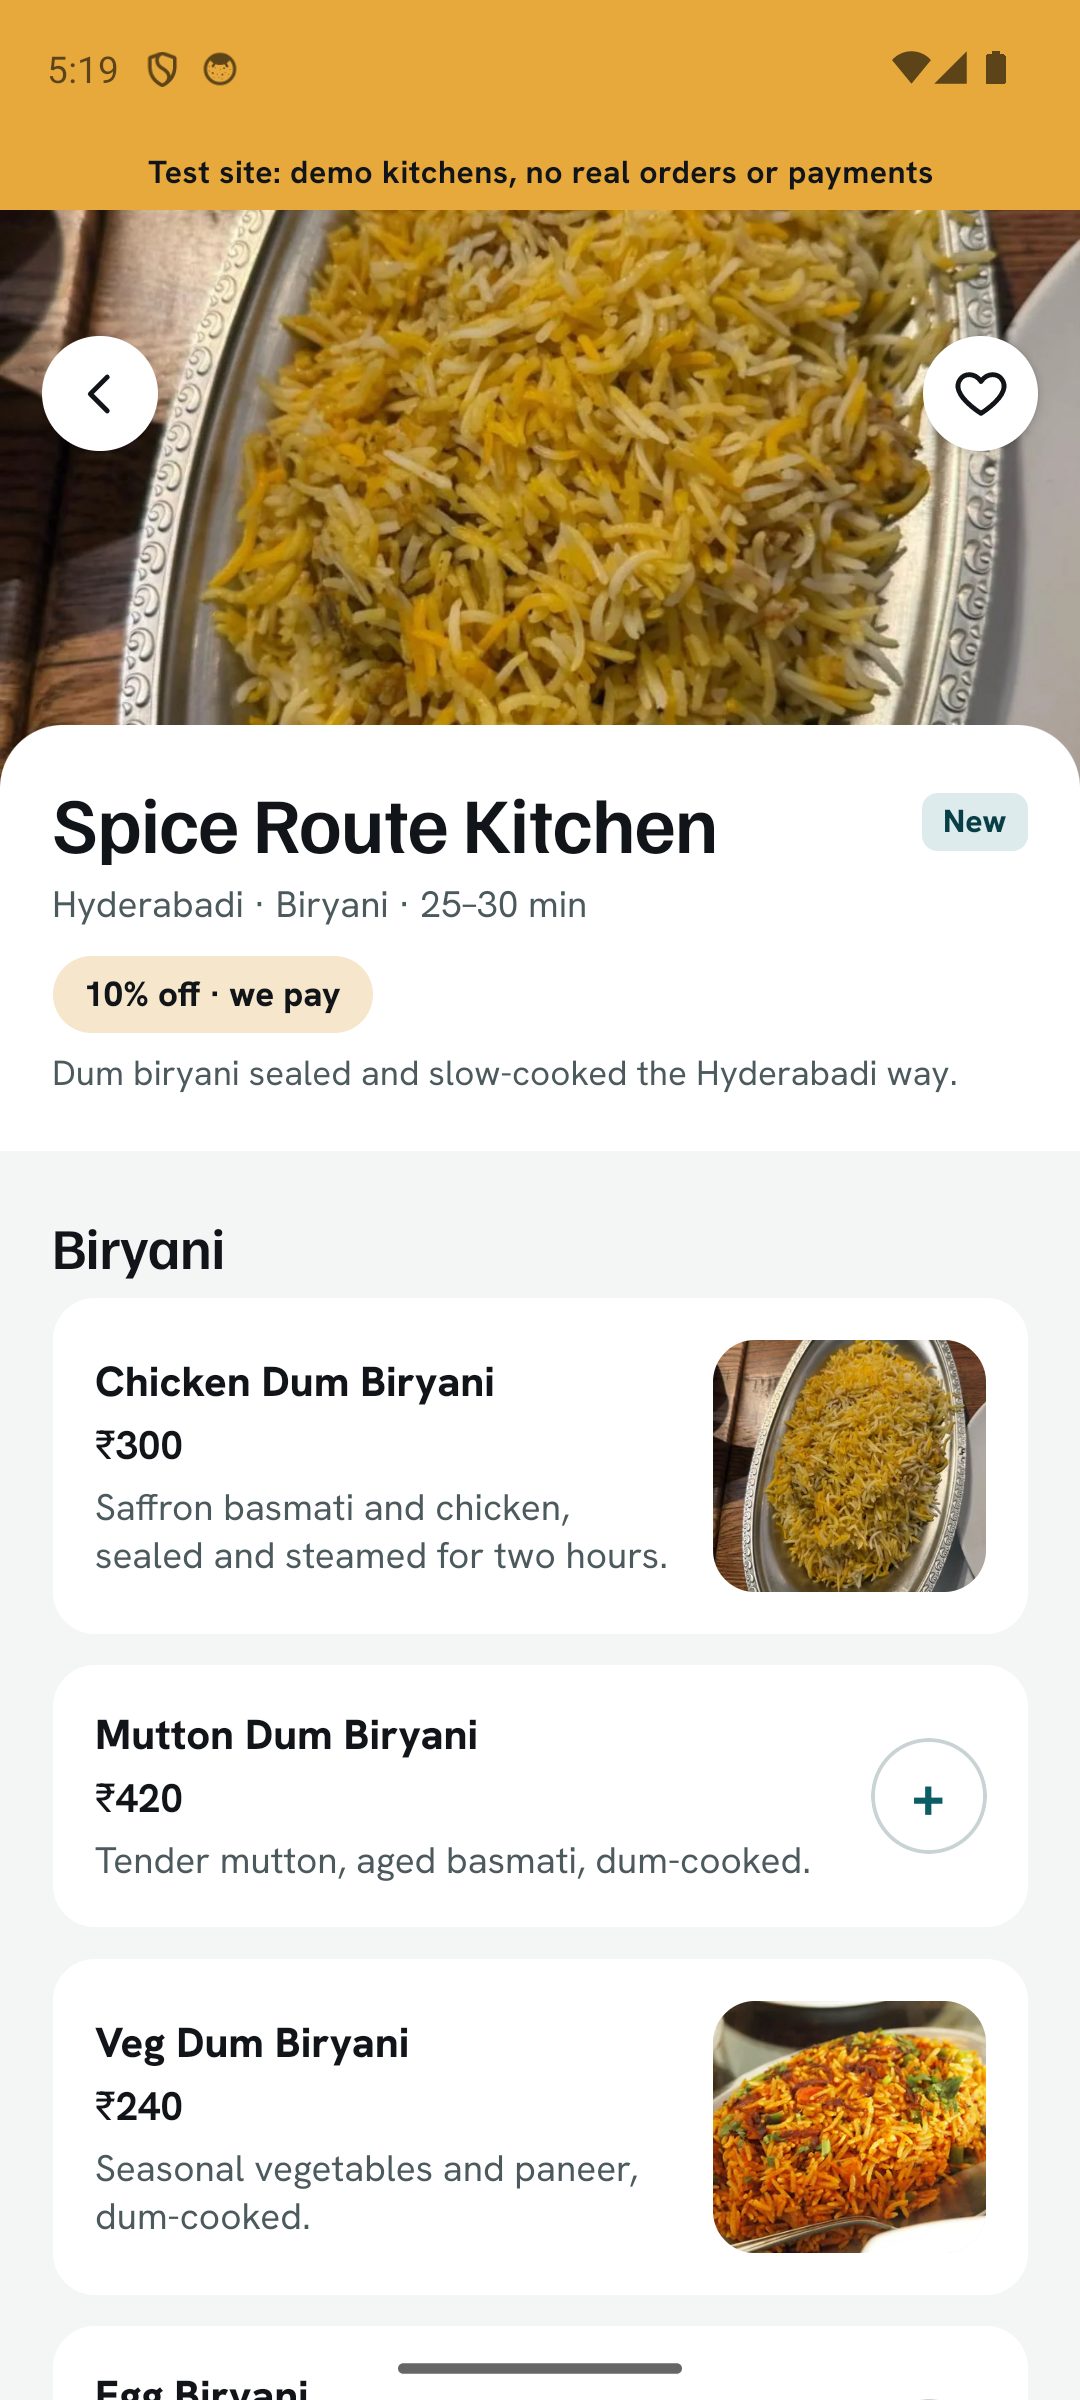 5:19
Test site: demo kitchens, no real orders or payments
Spice Route Kitchen
New
Hyderabadi · Biryani · 25–30 min
10% off · we pay
Dum biryani sealed and slow-cooked the Hyderabadi way.
Biryani
Chicken Dum Biryani
₹300
Saffron basmati and chicken,
sealed and steamed for two hours.
Mutton Dum Biryani
₹420
Tender mutton, aged basmati, dum-cooked.
+
Veg Dum Biryani
₹240
Seasonal vegetables and paneer,
dum-cooked.
Egg Biryani